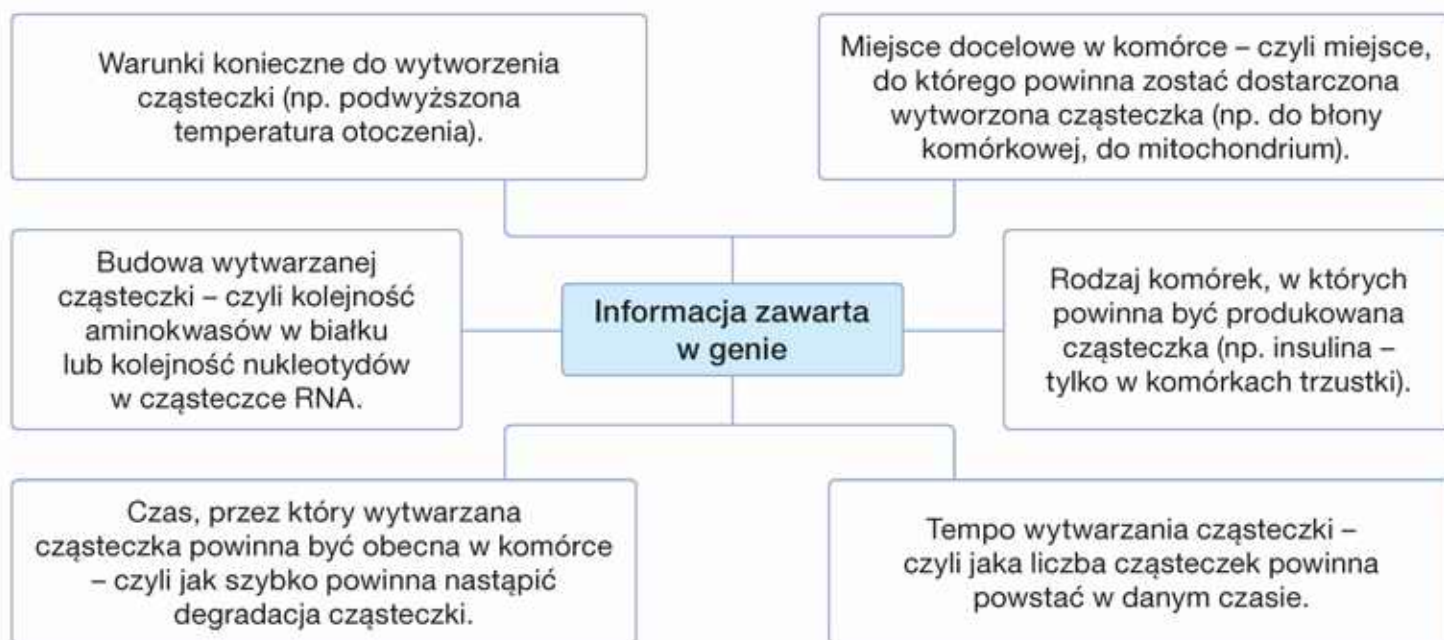 Warunki konieczne do wytworzenia
cząsteczki (np. podwyższona
temperatura otoczenia).
Miejsce docelowe w komórce – czyli miejsce,
do którego powinna zostać dostarczona
wytworzona cząsteczka (np. do błony
komórkowej, do mitochondrium).
Budowa wytwarzanej
cząsteczki – czyli kolejność
aminokwasów w białku
lub kolejność nukleotydów
w cząsteczce RNA.
Informacja zawarta
w genie
Rodzaj komórek, w których
powinna być produkowana
cząsteczka (np. insulina –
tylko w komórkach trzustki).
Czas, przez który wytwarzana
cząsteczka powinna być obecna w komórce
– czyli jak szybko powinna nastąpić
degradacja cząsteczki.
Tempo wytwarzania cząsteczki –
czyli jaka liczba cząsteczek powinna
powstać w danym czasie.